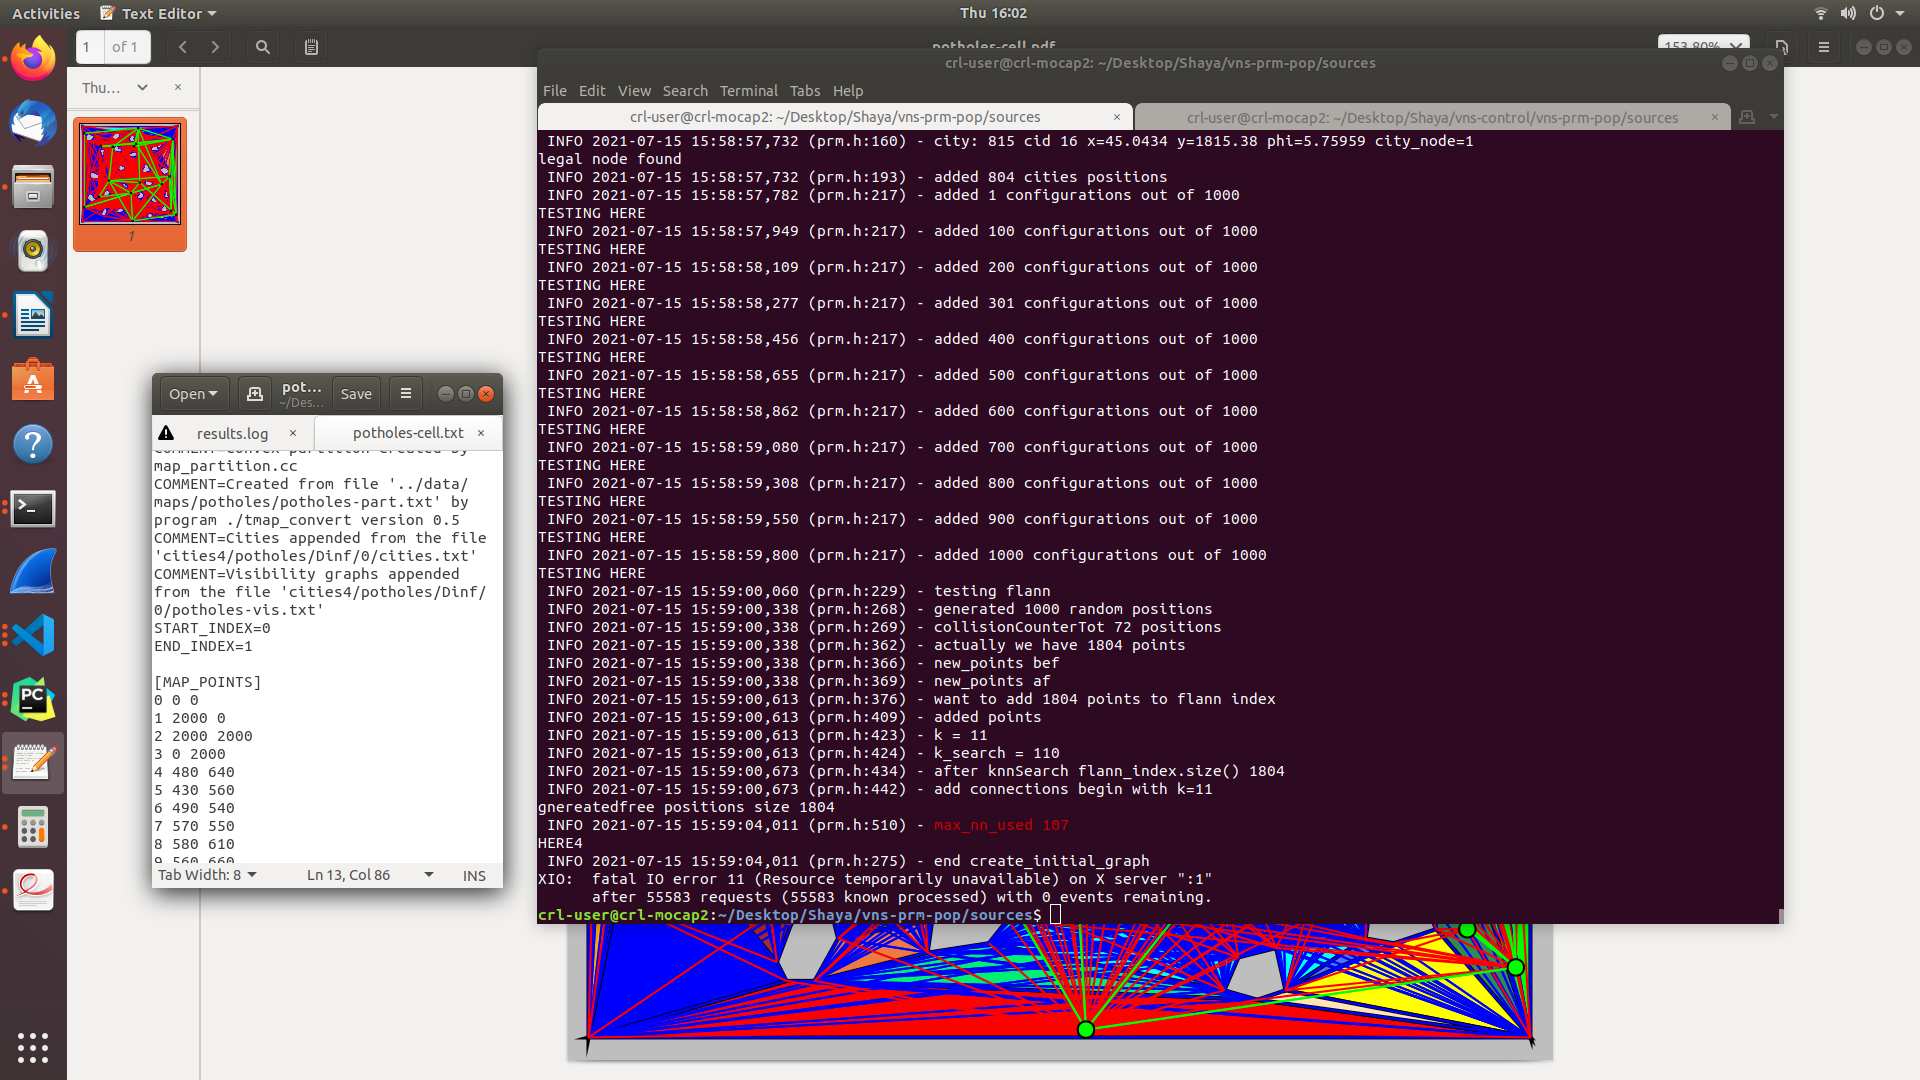 Activities
Text Editor
Thu 16:02
1
of 1
potholes-cell.pdf
153.80%
Thu...
1
crl-user@crl-mocap2: ~/Desktop/Shaya/vns-prm-pop/sources
File Edit View Search Terminal Tabs Help
crl-user@crl-mocap2: ~/Desktop/Shaya/vns-prm-pop/sources ×
crl-user@crl-mocap2: ~/Desktop/Shaya/vns-control/vns-prm-pop/sources ×
INFO 2021-07-15 15:58:57,732 (prm.h:160) - city: 815 cid 16 x=45.0434 y=1815.38 phi=5.75959 city_node=1
legal node found
INFO 2021-07-15 15:58:57,732 (prm.h:193) - added 804 cities positions
INFO 2021-07-15 15:58:57,782 (prm.h:217) - added 1 configurations out of 1000
TESTING HERE
INFO 2021-07-15 15:58:57,949 (prm.h:217) - added 100 configurations out of 1000
TESTING HERE
INFO 2021-07-15 15:58:58,109 (prm.h:217) - added 200 configurations out of 1000
TESTING HERE
INFO 2021-07-15 15:58:58,277 (prm.h:217) - added 301 configurations out of 1000
TESTING HERE
INFO 2021-07-15 15:58:58,456 (prm.h:217) - added 400 configurations out of 1000
TESTING HERE
INFO 2021-07-15 15:58:58,655 (prm.h:217) - added 500 configurations out of 1000
TESTING HERE
INFO 2021-07-15 15:58:58,862 (prm.h:217) - added 600 configurations out of 1000
TESTING HERE
INFO 2021-07-15 15:58:59,080 (prm.h:217) - added 700 configurations out of 1000
TESTING HERE
INFO 2021-07-15 15:58:59,308 (prm.h:217) - added 800 configurations out of 1000
TESTING HERE
INFO 2021-07-15 15:58:59,550 (prm.h:217) - added 900 configurations out of 1000
TESTING HERE
INFO 2021-07-15 15:58:59,800 (prm.h:217) - added 1000 configurations out of 1000
TESTING HERE
INFO 2021-07-15 15:59:00,060 (prm.h:229) - testing flann
INFO 2021-07-15 15:59:00,338 (prm.h:268) - generated 1000 random positions
INFO 2021-07-15 15:59:00,338 (prm.h:269) - collisionCounterTot 72 positions
INFO 2021-07-15 15:59:00,338 (prm.h:362) - actually we have 1804 points
INFO 2021-07-15 15:59:00,338 (prm.h:366) - new_points bef
INFO 2021-07-15 15:59:00,338 (prm.h:369) - new_points af
INFO 2021-07-15 15:59:00,613 (prm.h:376) - want to add 1804 points to flann index
INFO 2021-07-15 15:59:00,613 (prm.h:409) - added points
INFO 2021-07-15 15:59:00,613 (prm.h:423) - k = 11
INFO 2021-07-15 15:59:00,613 (prm.h:424) - k_search = 110
INFO 2021-07-15 15:59:00,673 (prm.h:434) - after knnSearch flann_index.size() 1804
INFO 2021-07-15 15:59:00,673 (prm.h:442) - add connections begin with k=11
gnereatedfree positions size 1804
INFO 2021-07-15 15:59:04,011 (prm.h:510) - max_nn_used 107
HERE4
INFO 2021-07-15 15:59:04,011 (prm.h:275) - end create_initial_graph
XIO:  fatal IO error 11 (Resource temporarily unavailable) on X server ":1"
after 55583 requests (55583 known processed) with 0 events remaining.
crl-user@crl-mocap2:~/Desktop/Shaya/vns-prm-pop/sources$
Open
pot...
~/Des...
Save
results.log ×
potholes-cell.txt ×
COMMENT=Convex partition created by
map_partition.cc
COMMENT=Created from file '../data/
maps/potholes/potholes-part.txt' by
program ./tmap_convert version 0.5
COMMENT=Cities appended from the file
'cities4/potholes/Dinf/0/cities.txt'
COMMENT=Visibility graphs appended
from the file 'cities4/potholes/Dinf/
0/potholes-vis.txt'
START_INDEX=0
END_INDEX=1
[MAP_POINTS]
0 0 0
1 2000 0
2 2000 2000
3 0 2000
4 480 640
5 430 560
6 490 540
7 570 550
8 580 610
9 560 660
Tab Width: 8
Ln 13, Col 86
INS
PC